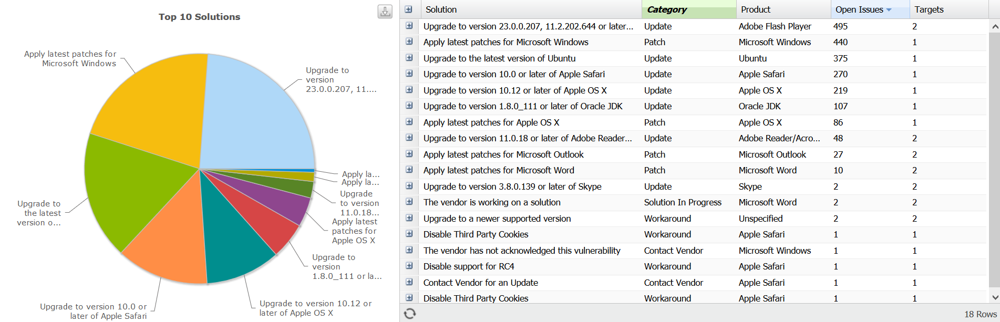 Top 10 Solutions
Apply latest patches for
Microsoft Windows
Upgrade to
version
23.0.0.207, 11....
Apply la...
Apply la...
Upgrade
to version
11.0.18...
Apply latest
patches for
Apple OS X
Upgrade to
version
1.8.0_111 or la...
Upgrade to version 10.12 or
later of Apple OS X
Upgrade to version 10.0 or
later of Apple Safari
Upgrade to
the latest
version o...
Solution Category Product Open Issues Targets
Upgrade to version 23.0.0.207, 11.2.202.644 or later... Update Adobe Flash Player 495 2
Apply latest patches for Microsoft Windows Patch Microsoft Windows 440 1
Upgrade to the latest version of Ubuntu Update Ubuntu 375 1
Upgrade to version 10.0 or later of Apple Safari Update Apple Safari 270 1
Upgrade to version 10.12 or later of Apple OS X Update Apple OS X 219 1
Upgrade to version 1.8.0_111 or later of Oracle JDK Update Oracle JDK 107 1
Apply latest patches for Apple OS X Patch Apple OS X 86 1
Upgrade to version 11.0.18 or later of Adobe Reader... Update Adobe Reader/Acro... 48 2
Apply latest patches for Microsoft Outlook Patch Microsoft Outlook 27 2
Apply latest patches for Microsoft Word Patch Microsoft Word 10 2
Upgrade to version 3.8.0.139 or later of Skype Update Skype 2 2
The vendor is working on a solution Solution In Progress Microsoft Word 2 2
Upgrade to a newer supported version Workaround Unspecified 2 2
Disable Third Party Cookies Workaround Apple Safari 1 1
The vendor has not acknowledged this vulnerability Contact Vendor Microsoft Windows 1 1
Disable support for RC4 Workaround Apple Safari 1 1
Contact Vendor for an Update Contact Vendor Apple Safari 1 1
Disable Third Party Cookies Workaround Apple Safari 1 1
18 Rows